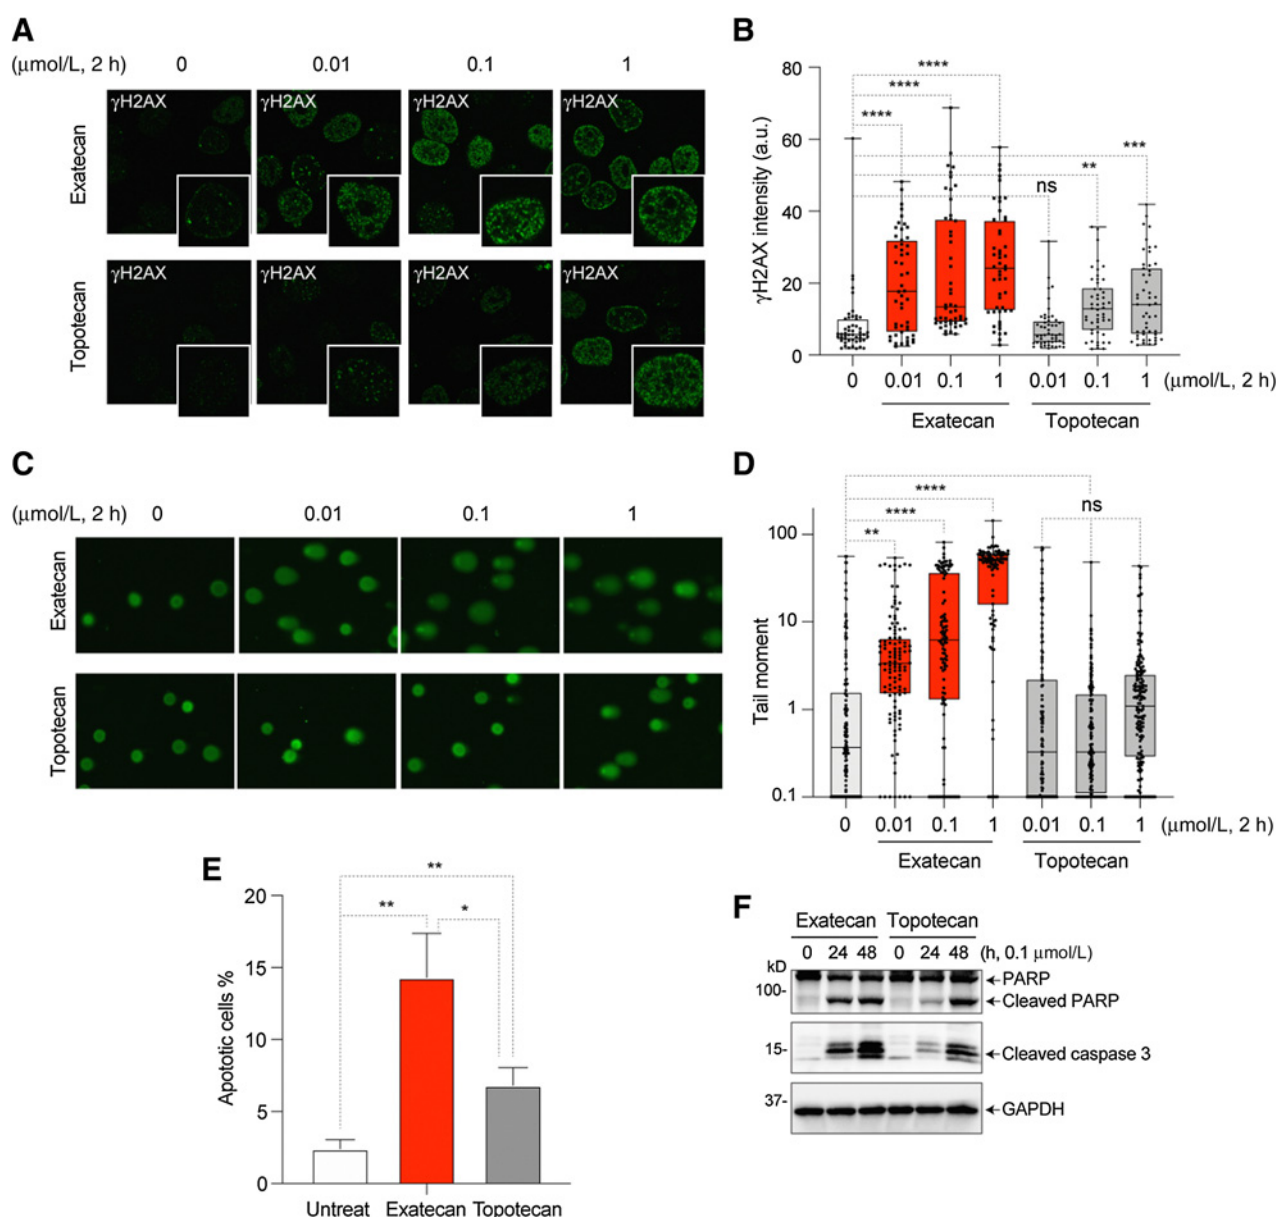 A
(μmol/L, 2 h) 0 0.01 0.1 1
Exatecan
γH2AX γH2AX γH2AX γH2AX
Topotecan
γH2AX γH2AX γH2AX γH2AX
B
γH2AX intensity (a.u.)
80
60
40
20
0
****
****
****
ns
**
***
0 0.01 0.1 1 0.01 0.1 1 (μmol/L, 2 h)
Exatecan Topotecan
C
(μmol/L, 2 h) 0 0.01 0.1 1
Exatecan
Topotecan
D
Tail moment
100
10
1
0.1
**
****
****
ns
0 0.01 0.1 1 0.01 0.1 1 (μmol/L, 2 h)
Exatecan Topotecan
E
Apototic cells %
20
15
10
5
0
**
**
*
Untreat Exatecan Topotecan
F
Exatecan Topotecan
0 24 48 0 24 48 (h, 0.1 μmol/L)
kD
100-
PARP
Cleaved PARP
15-
Cleaved caspase 3
37-
GAPDH